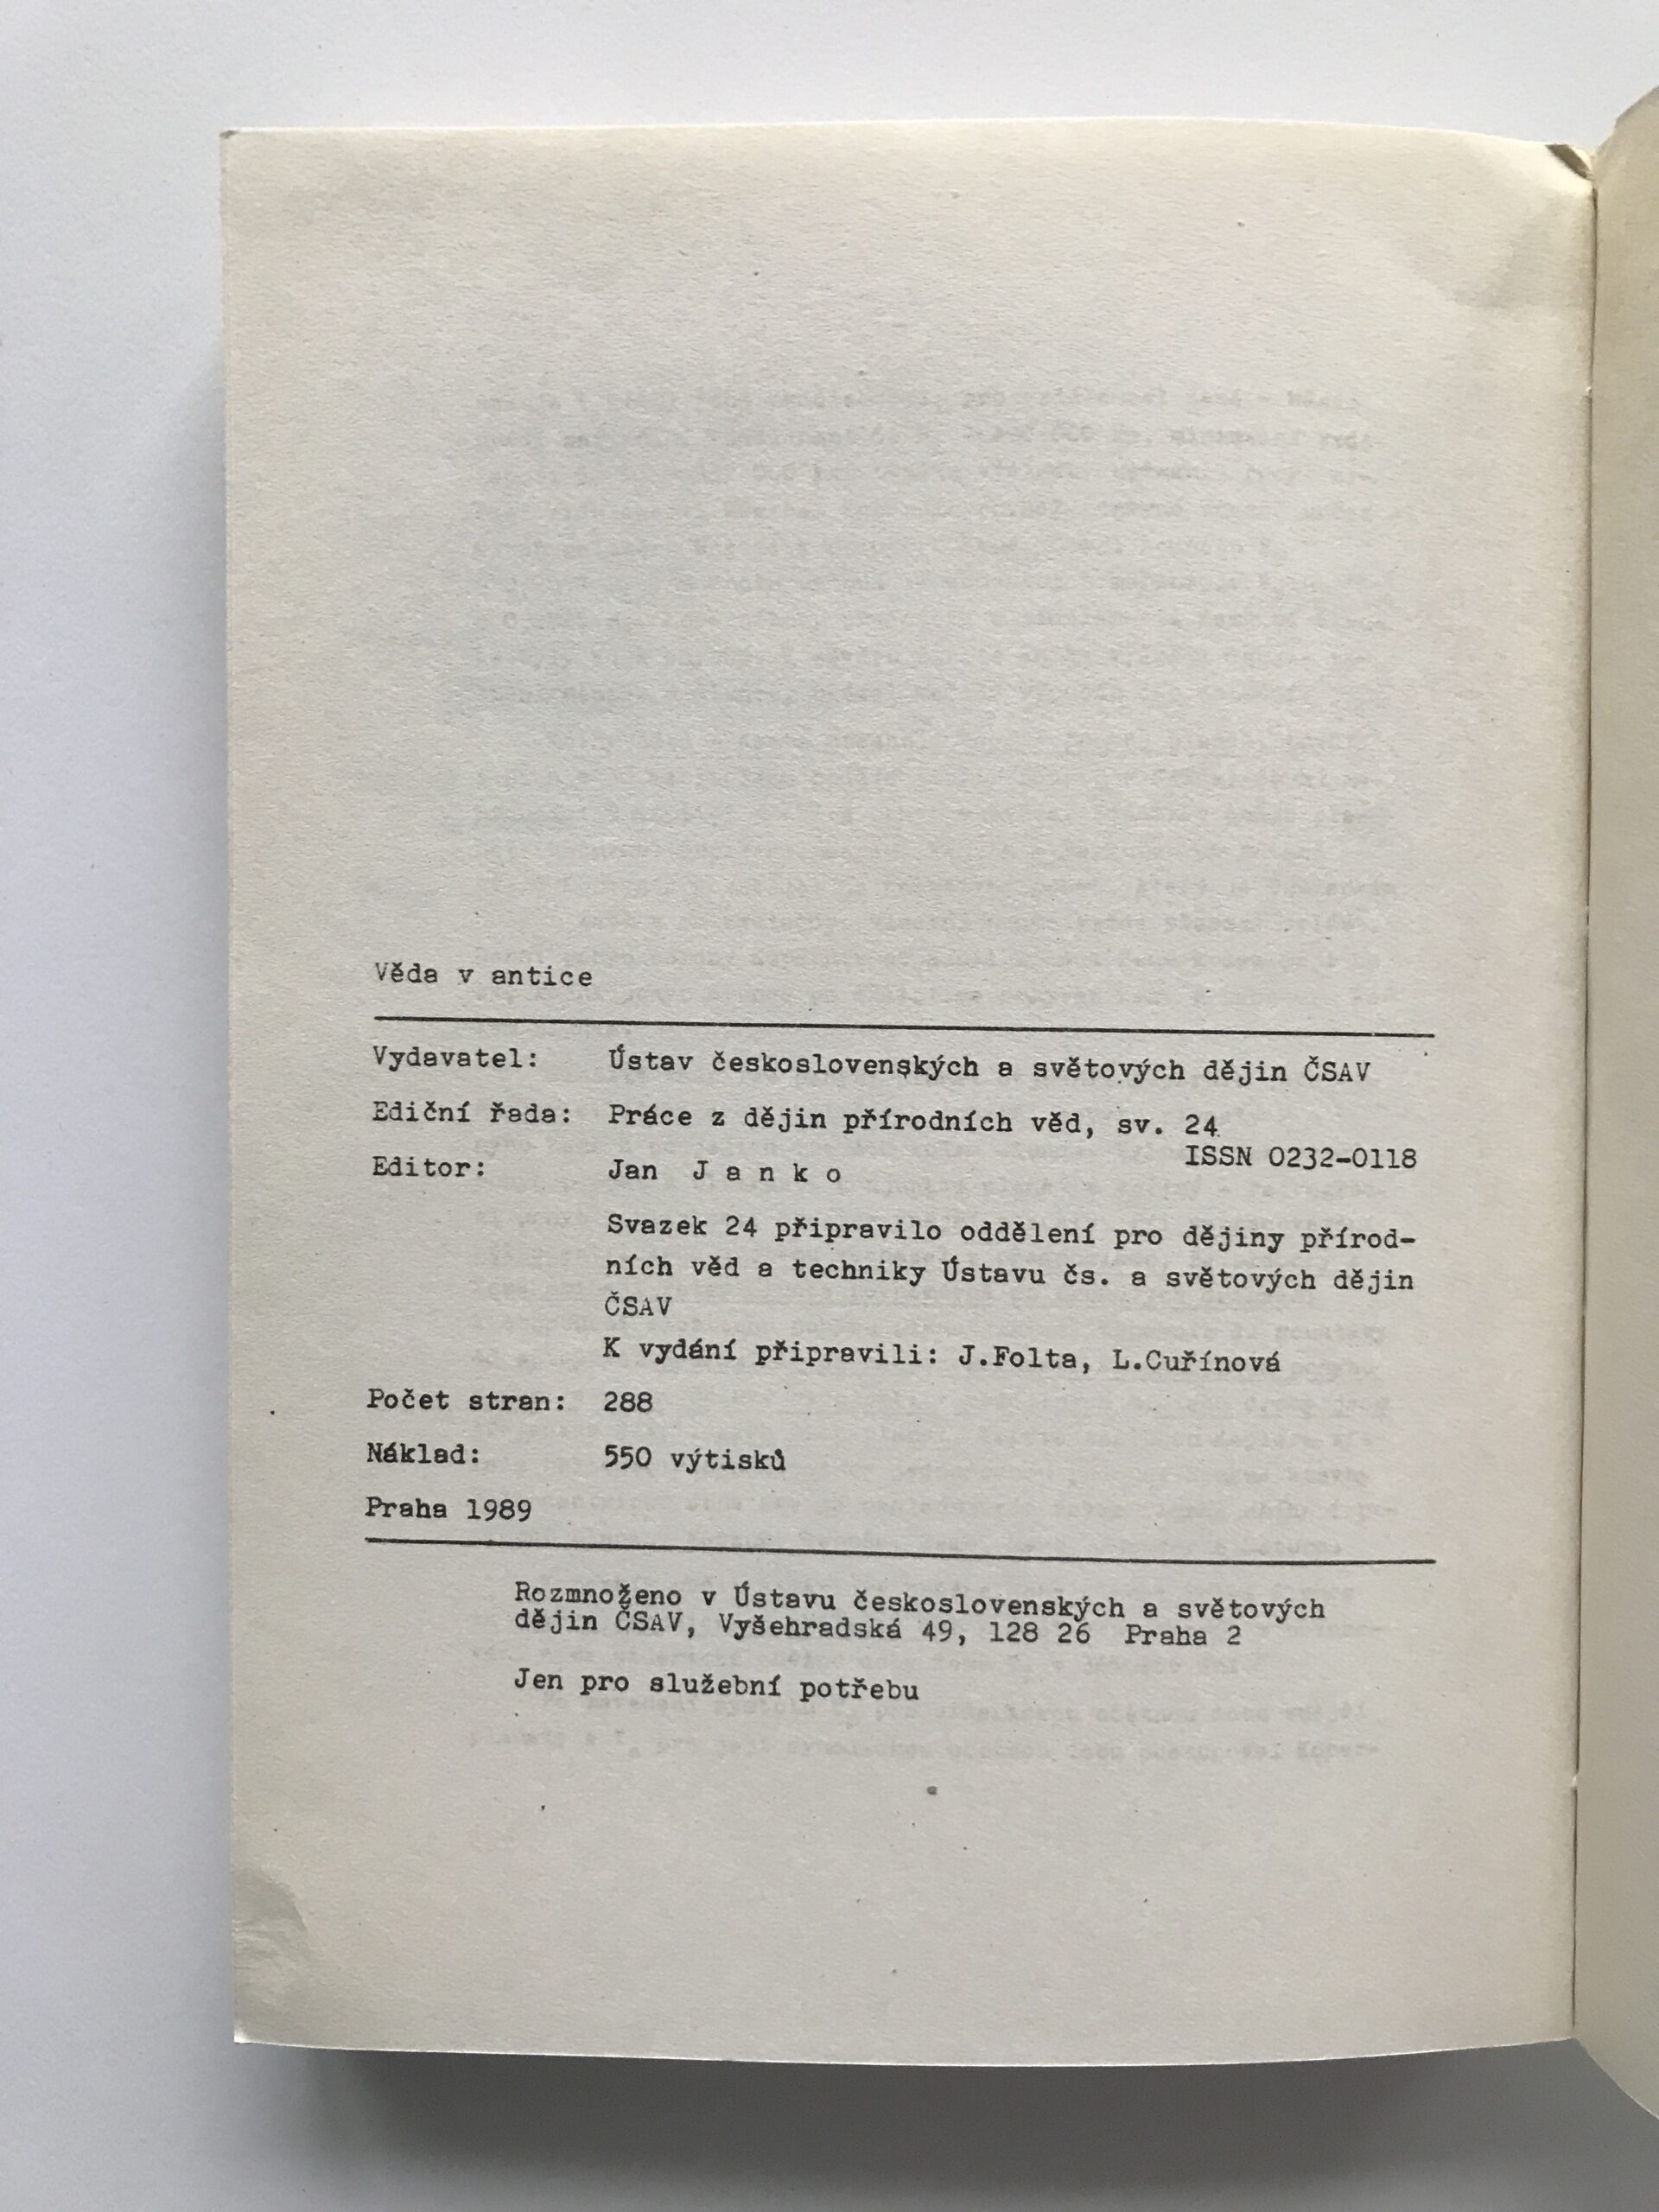 Věda v antice
Vydavatel: Ústav československých a světových dějin ČSAV
Ediční řada: Práce z dějin přírodních věd, sv. 24
ISSN 0232-0118
Editor: Jan J a n k o
Svazek 24 připravilo oddělení pro dějiny přírod-
ních věd a techniky Ústavu čs. a světových dějin
ČSAV
K vydání připravili: J.Folta, L.Cuřínová
Počet stran: 288
Náklad: 550 výtisků
Praha 1989
Rozmnoženo v Ústavu československých a světových
dějin ČSAV, Vyšehradská 49, 128 26 Praha 2
Jen pro služební potřebu